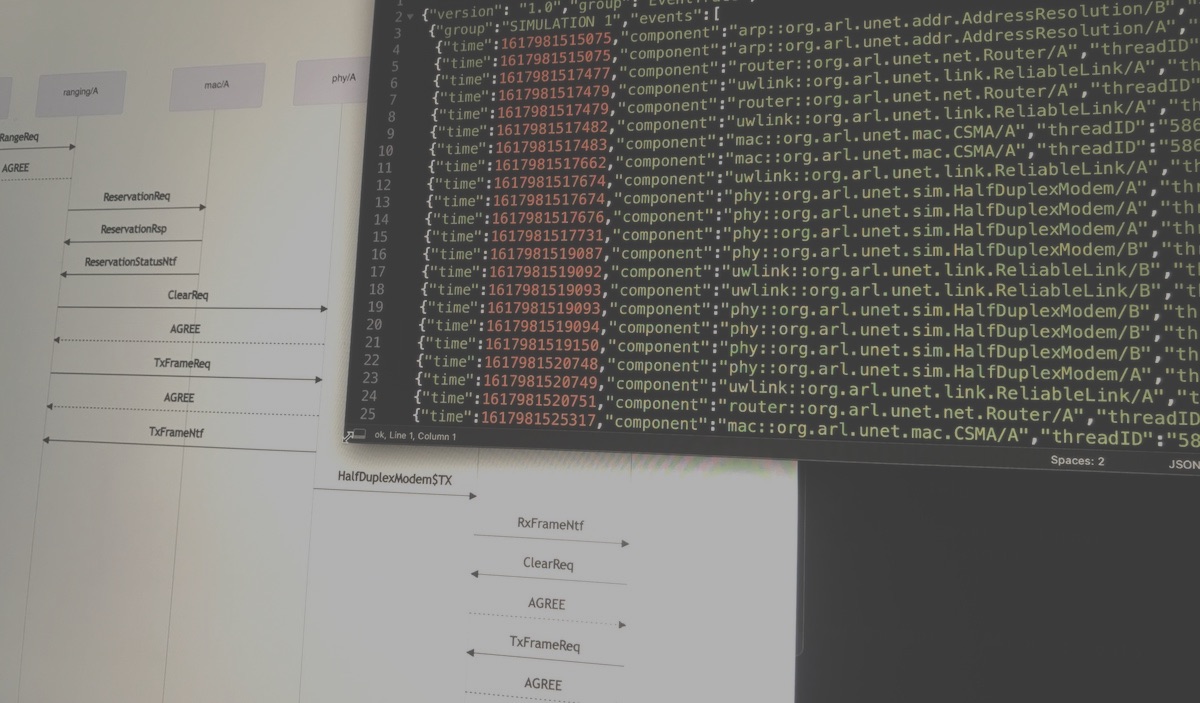 ranging/A
mac/A
phy/A
RangeReq
AGREE
ReservationReq
ReservationRsp
ReservationStatusNtf
ClearReq
AGREE
TxFrameReq
AGREE
TxFrameNtf
HalfDuplexModem$TX
RxFrameNtf
ClearReq
AGREE
TxFrameReq
AGREE
1
2 {"version": "1.0","group":
3 {"group":"SIMULATION 1","events":[
4 {"time":1617981515075,"component":"arp::org.arl.unet.addr.AddressResolution/B",
5 {"time":1617981515075,"component":"arp::org.arl.unet.addr.AddressResolution/A",
6 {"time":1617981517477,"component":"router::org.arl.unet.net.Router/A","threadID"
7 {"time":1617981517479,"component":"uwlink::org.arl.unet.link.ReliableLink/A","th
8 {"time":1617981517479,"component":"router::org.arl.unet.net.Router/A","threadID"
9 {"time":1617981517482,"component":"uwlink::org.arl.unet.link.ReliableLink/A","th
10 {"time":1617981517483,"component":"mac::org.arl.unet.mac.CSMA/A","threadID":"586
11 {"time":1617981517662,"component":"mac::org.arl.unet.mac.CSMA/A","threadID":"586
12 {"time":1617981517674,"component":"uwlink::org.arl.unet.link.ReliableLink/A","th
13 {"time":1617981517674,"component":"phy::org.arl.unet.sim.HalfDuplexModem/A","thr
14 {"time":1617981517676,"component":"phy::org.arl.unet.sim.HalfDuplexModem/A","thr
15 {"time":1617981517731,"component":"phy::org.arl.unet.sim.HalfDuplexModem/A","thr
16 {"time":1617981519087,"component":"phy::org.arl.unet.sim.HalfDuplexModem/B","thr
17 {"time":1617981519092,"component":"uwlink::org.arl.unet.link.ReliableLink/B","t
18 {"time":1617981519093,"component":"uwlink::org.arl.unet.link.ReliableLink/B","t
19 {"time":1617981519093,"component":"phy::org.arl.unet.sim.HalfDuplexModem/B","th
20 {"time":1617981519094,"component":"phy::org.arl.unet.sim.HalfDuplexModem/B","th
21 {"time":1617981519150,"component":"phy::org.arl.unet.sim.HalfDuplexModem/B","th
22 {"time":1617981520748,"component":"phy::org.arl.unet.sim.HalfDuplexModem/A","th
23 {"time":1617981520749,"component":"uwlink::org.arl.unet.link.ReliableLink/A","t
24 {"time":1617981520751,"component":"router::org.arl.unet.net.Router/A","threadID
25 {"time":1617981525317,"component":"mac::org.arl.unet.mac.CSMA/A","threadID":"58
ok, Line 1, Column 1
Spaces: 2
JSON